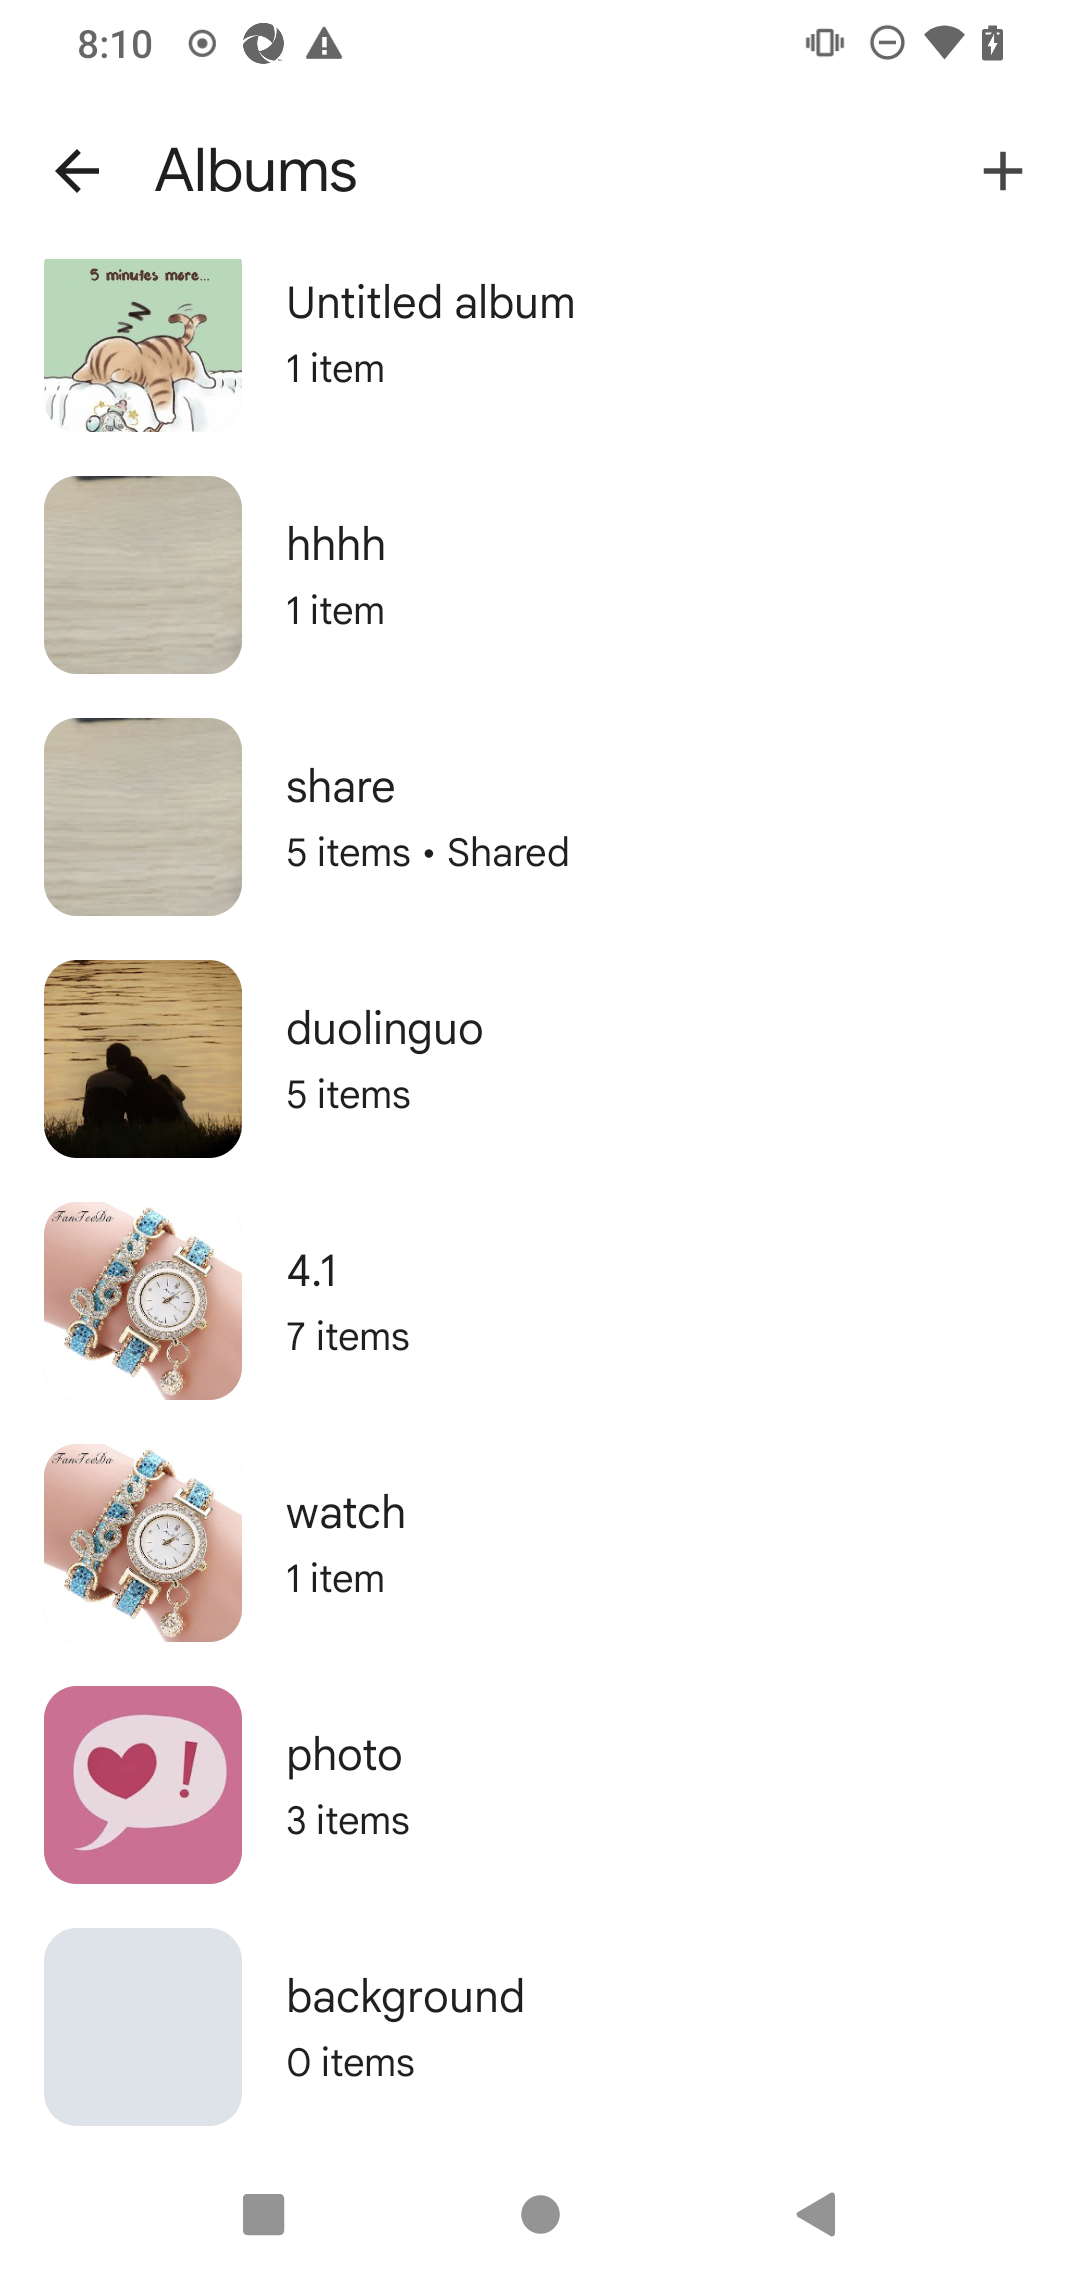 8:10
Albums
5 minutes more...
Untitled album
1 item
hhhh
1 item
share
5 items • Shared
duolinguo
5 items
FanTeeDa
4.1
7 items
FanTeeDa
watch
1 item
photo
3 items
background
0 items